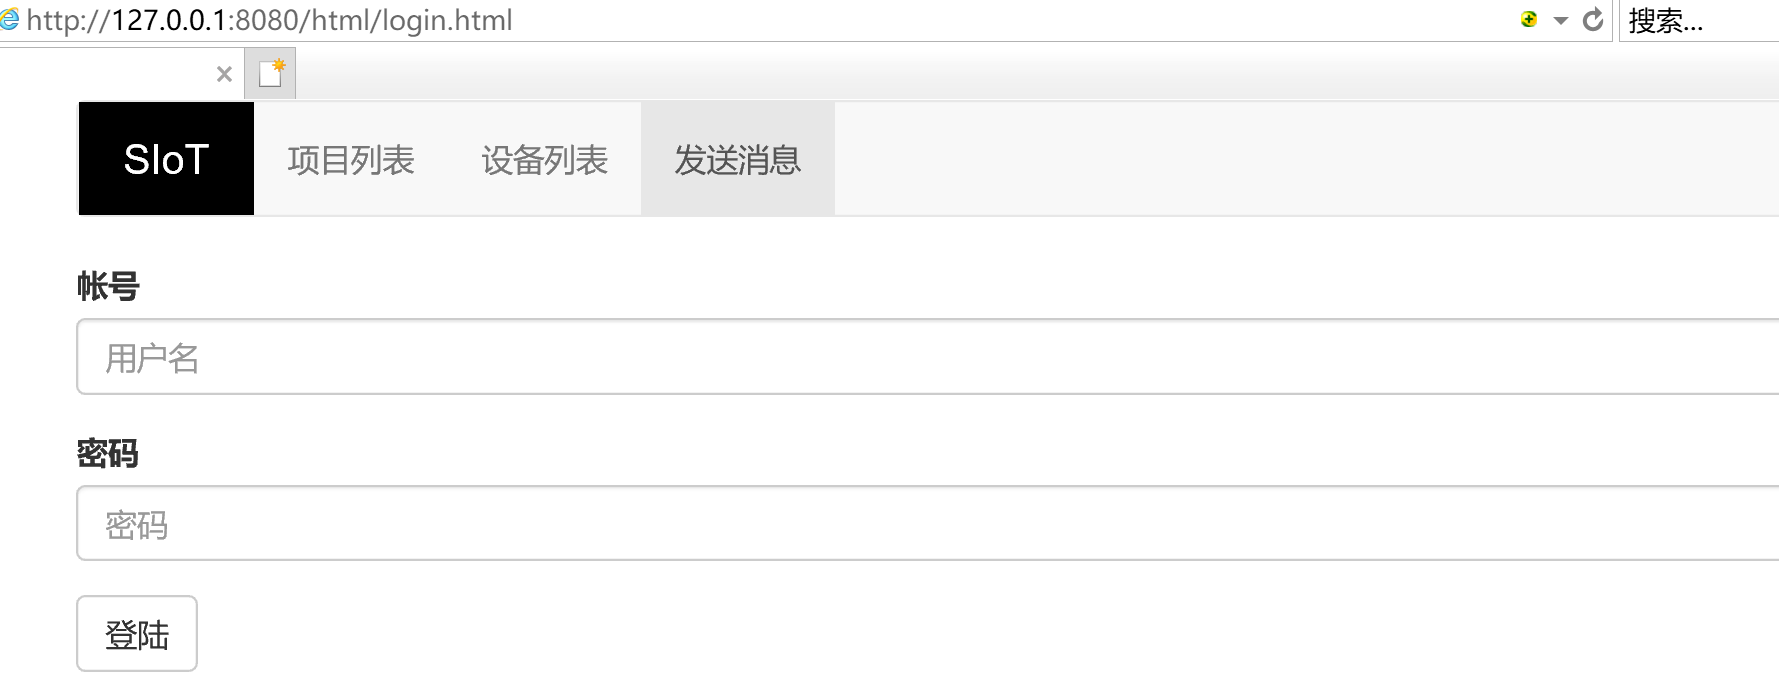 http://127.0.0.1:8080/html/login.html 搜索...
SIoT 项目列表 设备列表 发送消息
帐号
用户名
密码
密码
登陆